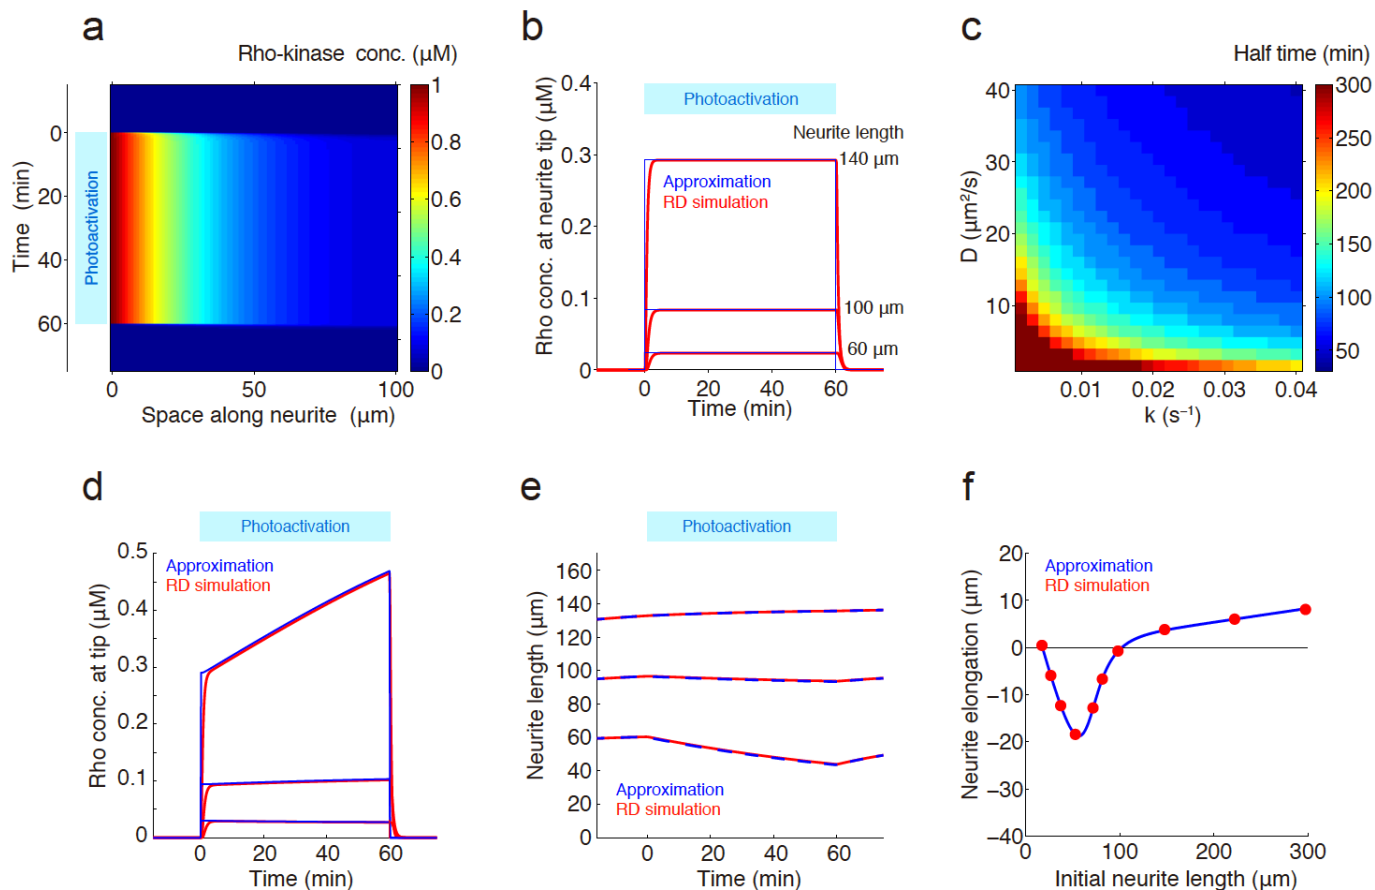 a
Rho-kinase conc. (µM)
1
0.8
0.6
0.4
0.2
0
Time (min)
Photoactivation
0
20
40
60
0
50
100
Space along neurite (µm)
b
Photoactivation
Rho conc. at neurite tip (µM)
0.4
0.3
0.2
0.1
0
Neurite length
140 µm
Approximation
RD simulation
100 µm
60 µm
0
20
40
60
Time (min)
c
Half time (min)
D (µm²/s)
40
30
20
10
300
250
200
150
100
50
0.01
0.02
0.03
0.04
k (s⁻¹)
d
Photoactivation
Rho conc. at tip (µM)
0.5
0.4
0.3
0.2
0.1
0
Approximation
RD simulation
0
20
40
60
Time (min)
e
Photoactivation
Neurite length (µm)
160
140
120
100
80
60
40
20
0
Approximation
RD simulation
0
20
40
60
Time (min)
f
Neurite elongation (µm)
20
10
0
−10
−20
−30
−40
Approximation
RD simulation
0
100
200
300
Initial neurite length (µm)